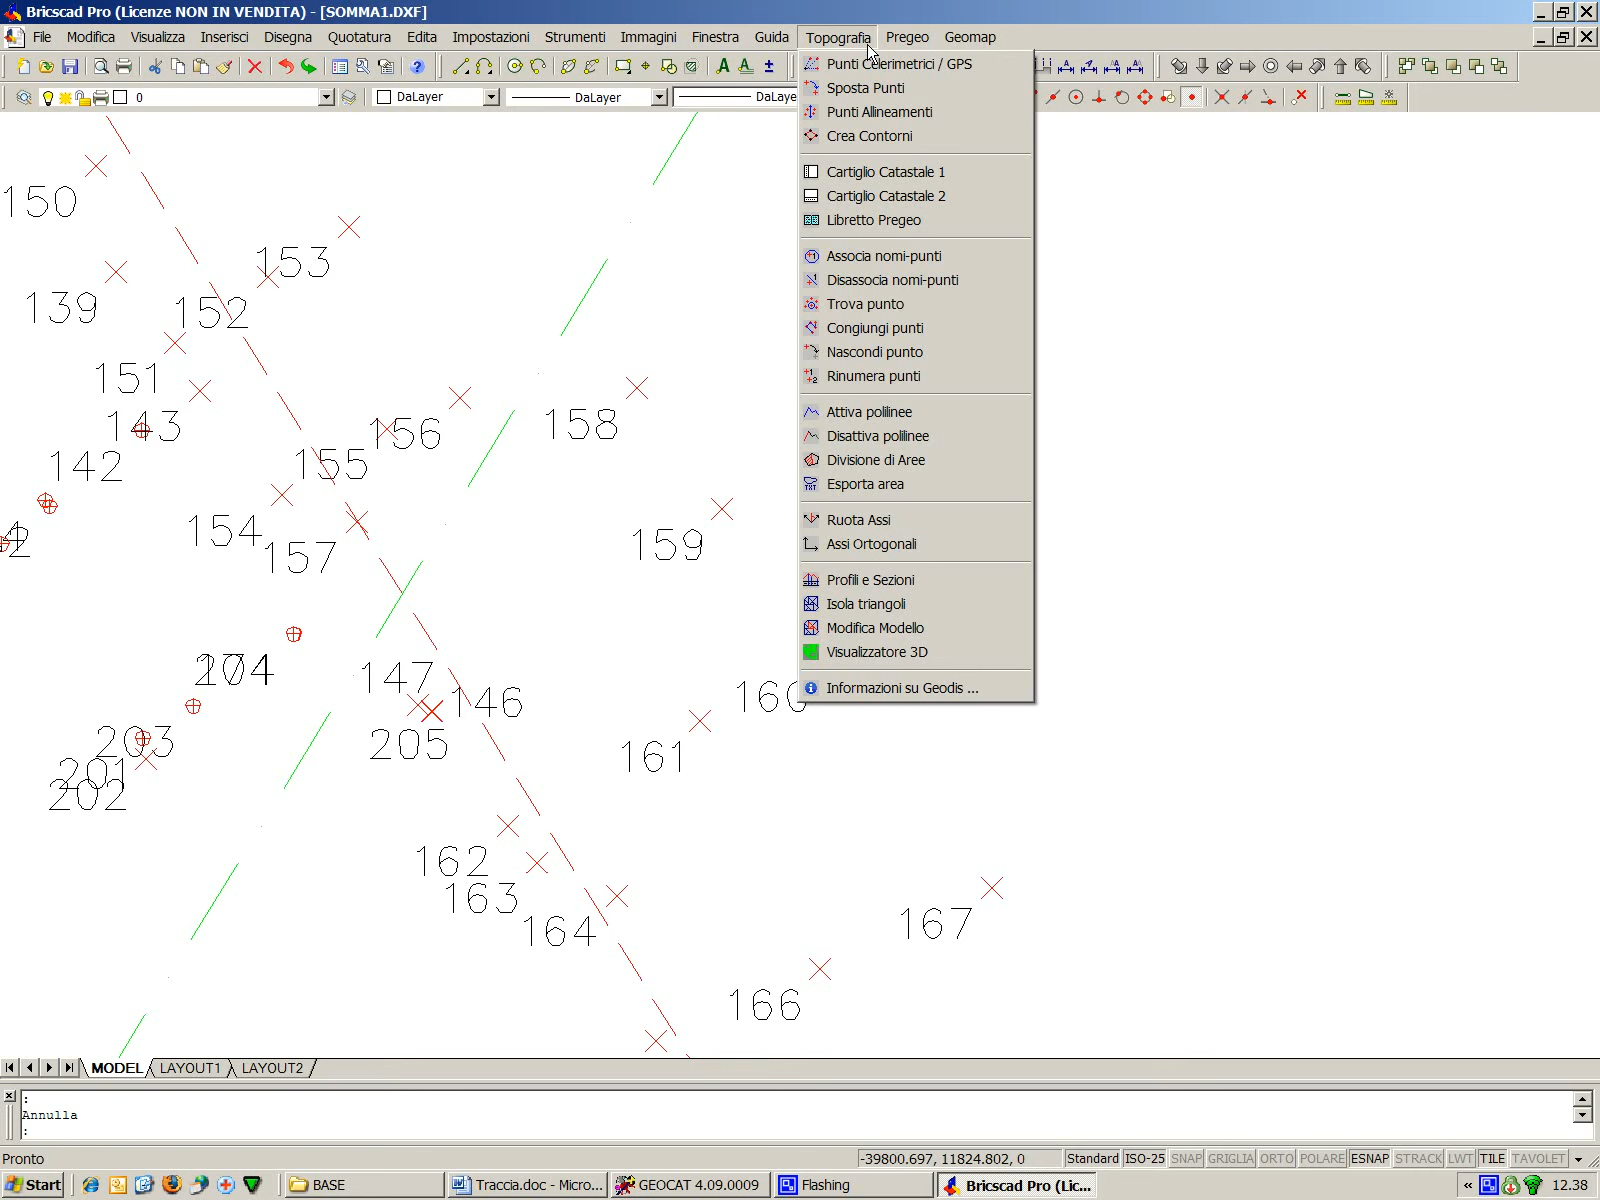 Bricscad Pro (Licenze NON IN VENDITA) - [SOMMA1.DXF]
File Modifica Visualizza Inserisci Disegna Quotatura Edita Impostazioni Strumenti Immagini Finestra Guida Topografia Pregeo Geomap
0 DaLayer DaLayer DaLaye
Punti Celerimetrici / GPS
Sposta Punti
Punti Allineamenti
Crea Contorni
Cartiglio Catastale 1
Cartiglio Catastale 2
Libretto Pregeo
Associa nomi-punti
Disassocia nomi-punti
Trova punto
Congiungi punti
Nascondi punto
Rinumera punti
Attiva polilinee
Disattiva polilinee
Divisione di Aree
Esporta area
Ruota Assi
Assi Ortogonali
Profili e Sezioni
Isola triangoli
Modifica Modello
Visualizzatore 3D
Informazioni su Geodis ...
150
153
139
152
151
143
156
158
142
155
154
157
159
204
147
146
160
203
205
161
201
202
162
163
164
167
166
MODEL LAYOUT1 LAYOUT2
:
Annulla
:
Pronto -39800.697, 11824.802, 0 Standard ISO-25 SNAP GRIGLIA ORTO POLARE ESNAP STRACK LWT TILE TAVOLET
Start BASE Traccia.doc - Micro... GEOCAT 4.09.0009 Flashing Bricscad Pro (Lic... « 12.38